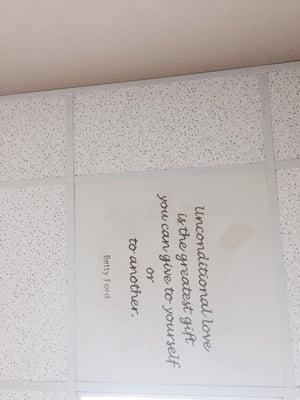 Unconditional love
is the greatest gift
you can give to yourself
or
to another.
Betty Ford